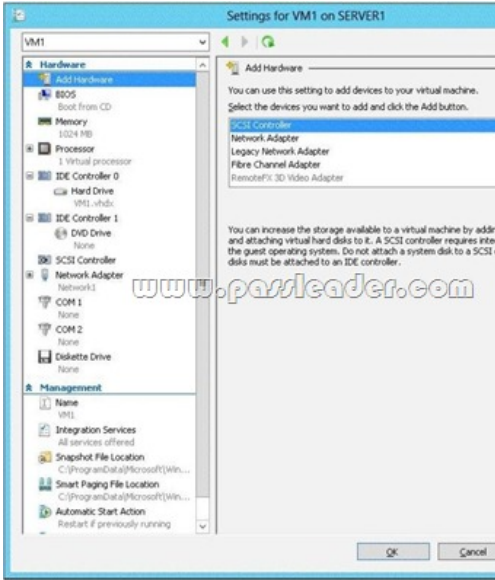 Settings for VM1 on SERVER1
VM1
Hardware
Add Hardware
BIOS
Boot from CD
Memory
1024 MB
Processor
1 Virtual processor
IDE Controller 0
Hard Drive
VM1.vhdx
IDE Controller 1
DVD Drive
None
SCSI Controller
Network Adapter
Network1
COM 1
None
COM 2
None
Diskette Drive
None
Management
Name
VM1
Integration Services
All services offered
Snapshot File Location
C:\ProgramData\Microsoft\Win...
Smart Paging File Location
C:\ProgramData\Microsoft\Win...
Automatic Start Action
Restart if previously running
Add Hardware
You can use this setting to add devices to your virtual machine.
Select the devices you want to add and click the Add button.
SCSI Controller
Network Adapter
Legacy Network Adapter
Fibre Channel Adapter
RemoteFX 3D Video Adapter
You can increase the storage available to a virtual machine by addin
and attaching virtual hard disks to it. A SCSI controller requires inte
the guest operating system. Do not attach a system disk to a SCSI
disks must be attached to an IDE controller.
www.passleader.com
OK
Cancel